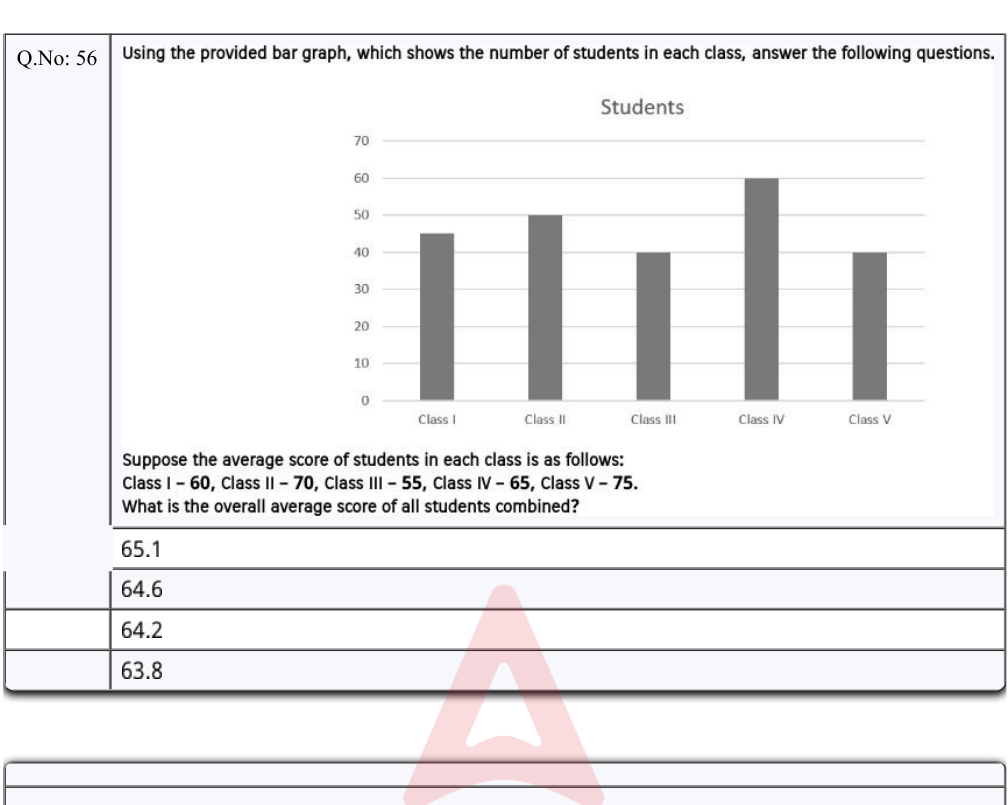 Q.No: 56
Using the provided bar graph, which shows the number of students in each class, answer the following questions.
Students
70
60
50
40
30
20
10
0
Class I Class II Class III Class IV Class V
Suppose the average score of students in each class is as follows:
Class I – 60, Class II – 70, Class III – 55, Class IV – 65, Class V – 75.
What is the overall average score of all students combined?
65.1
64.6
64.2
63.8